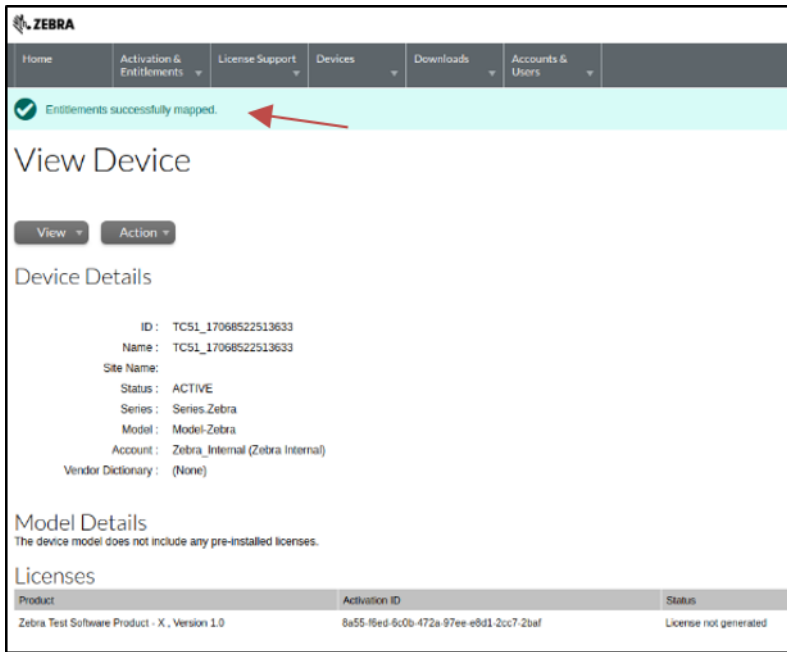 ZEBRA
Home Activation & Entitlements License Support Devices Downloads Accounts & Users
Entitlements successfully mapped.
View Device
View Action
Device Details
ID : TC51_17068522513633
Name : TC51_17068522513633
Site Name:
Status : ACTIVE
Series : Series.Zebra
Model : Model-Zebra
Account : Zebra_Internal (Zebra Internal)
Vendor Dictionary : (None)
Model Details
The device model does not include any pre-installed licenses.
Licenses
Product Activation ID Status
Zebra Test Software Product - X , Version 1.0 8a55-f6ed-6c0b-472a-97ee-e8d1-2cc7-2baf License not generated